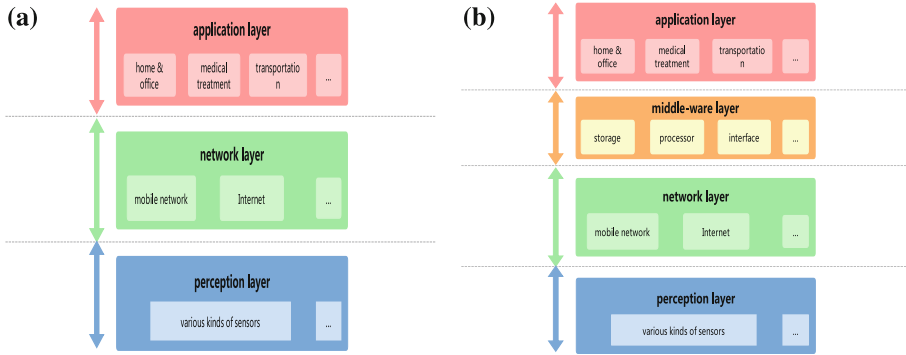 (a)
application layer
home &
office
medical
treatment
transportatio
n
...
network layer
mobile network
Internet
...
perception layer
various kinds of sensors
...
(b)
application layer
home &
office
medical
treatment
transportatio
n
...
middle-ware layer
storage
processor
interface
...
network layer
mobile network
Internet
...
perception layer
various kinds of sensors
...